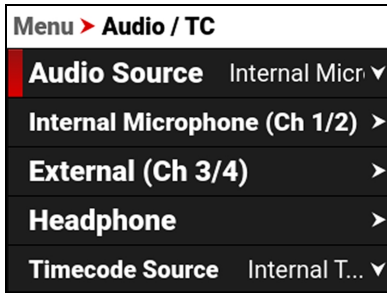 Menu > Audio / TC
Audio Source Internal Micr
Internal Microphone (Ch 1/2) >
External (Ch 3/4) >
Headphone >
Timecode Source Internal T...